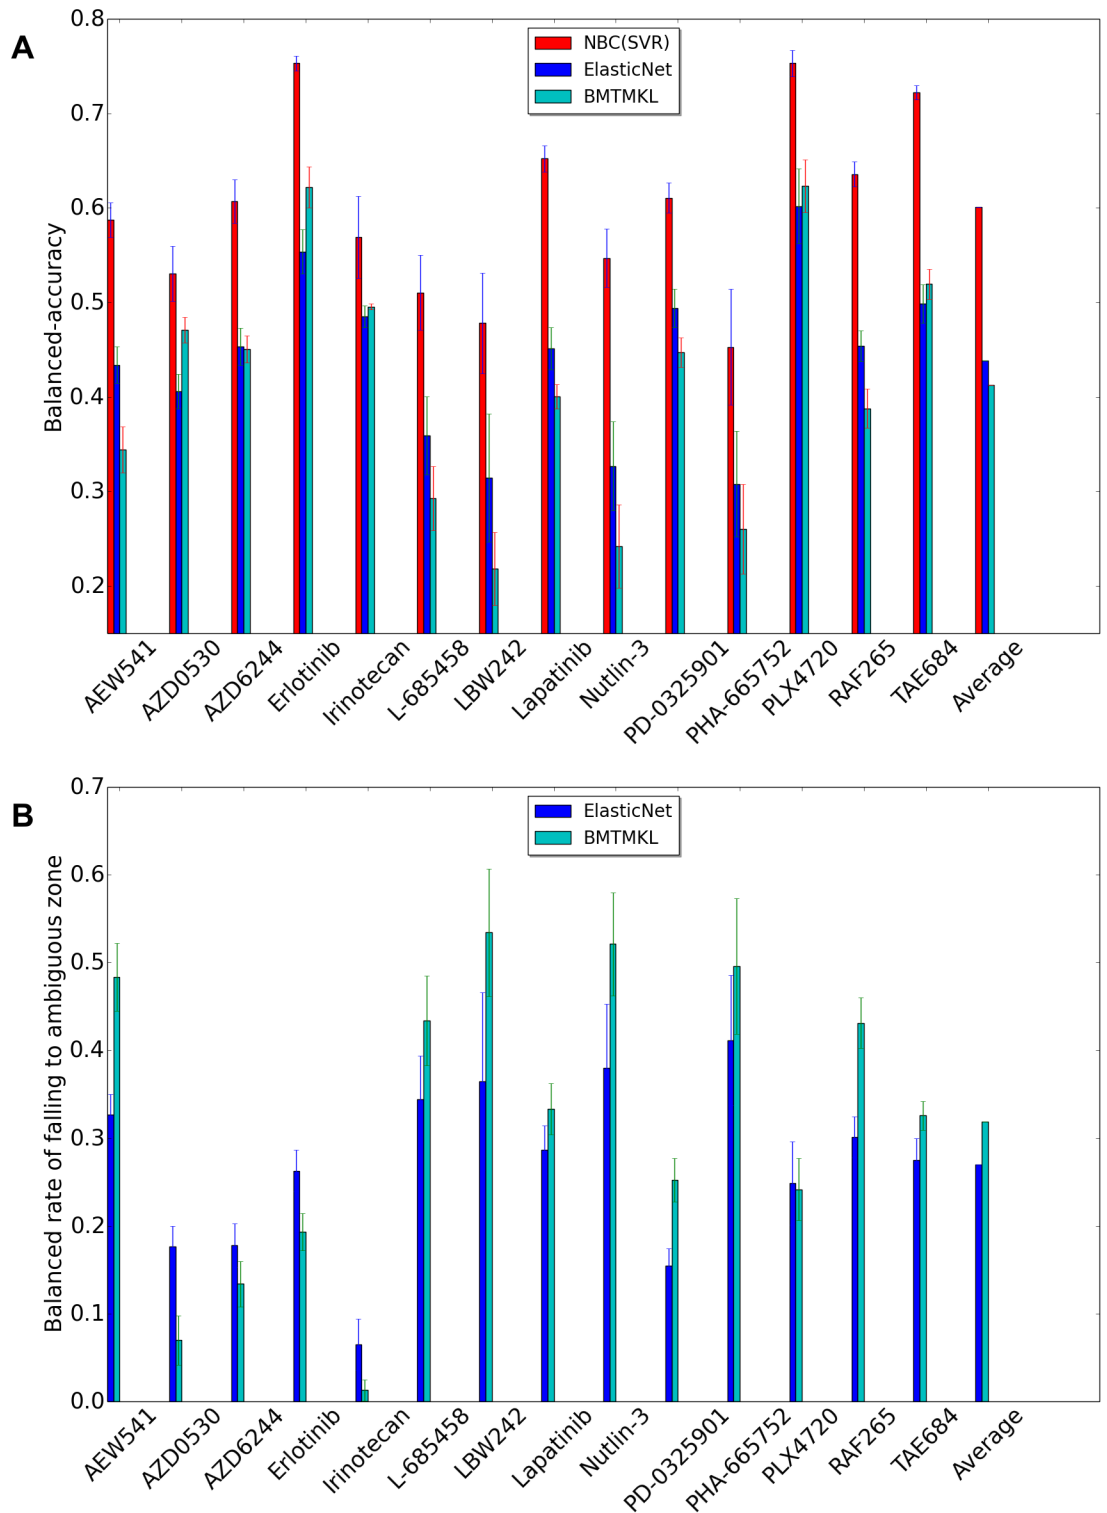 A
0.8
0.7
0.6
0.5
0.4
0.3
0.2
Balanced-accuracy
NBC(SVR)
ElasticNet
BMTMKL
AEW541
AZD0530
AZD6244
Erlotinib
Irinotecan
L-685458
LBW242
Lapatinib
Nutlin-3
PD-0325901
PHA-665752
PLX4720
RAF265
TAE684
Average
B
0.7
0.6
0.5
0.4
0.3
0.2
0.1
0.0
Balanced rate of falling to ambiguous zone
ElasticNet
BMTMKL
AEW541
AZD0530
AZD6244
Erlotinib
Irinotecan
L-685458
LBW242
Lapatinib
Nutlin-3
PD-0325901
PHA-665752
PLX4720
RAF265
TAE684
Average